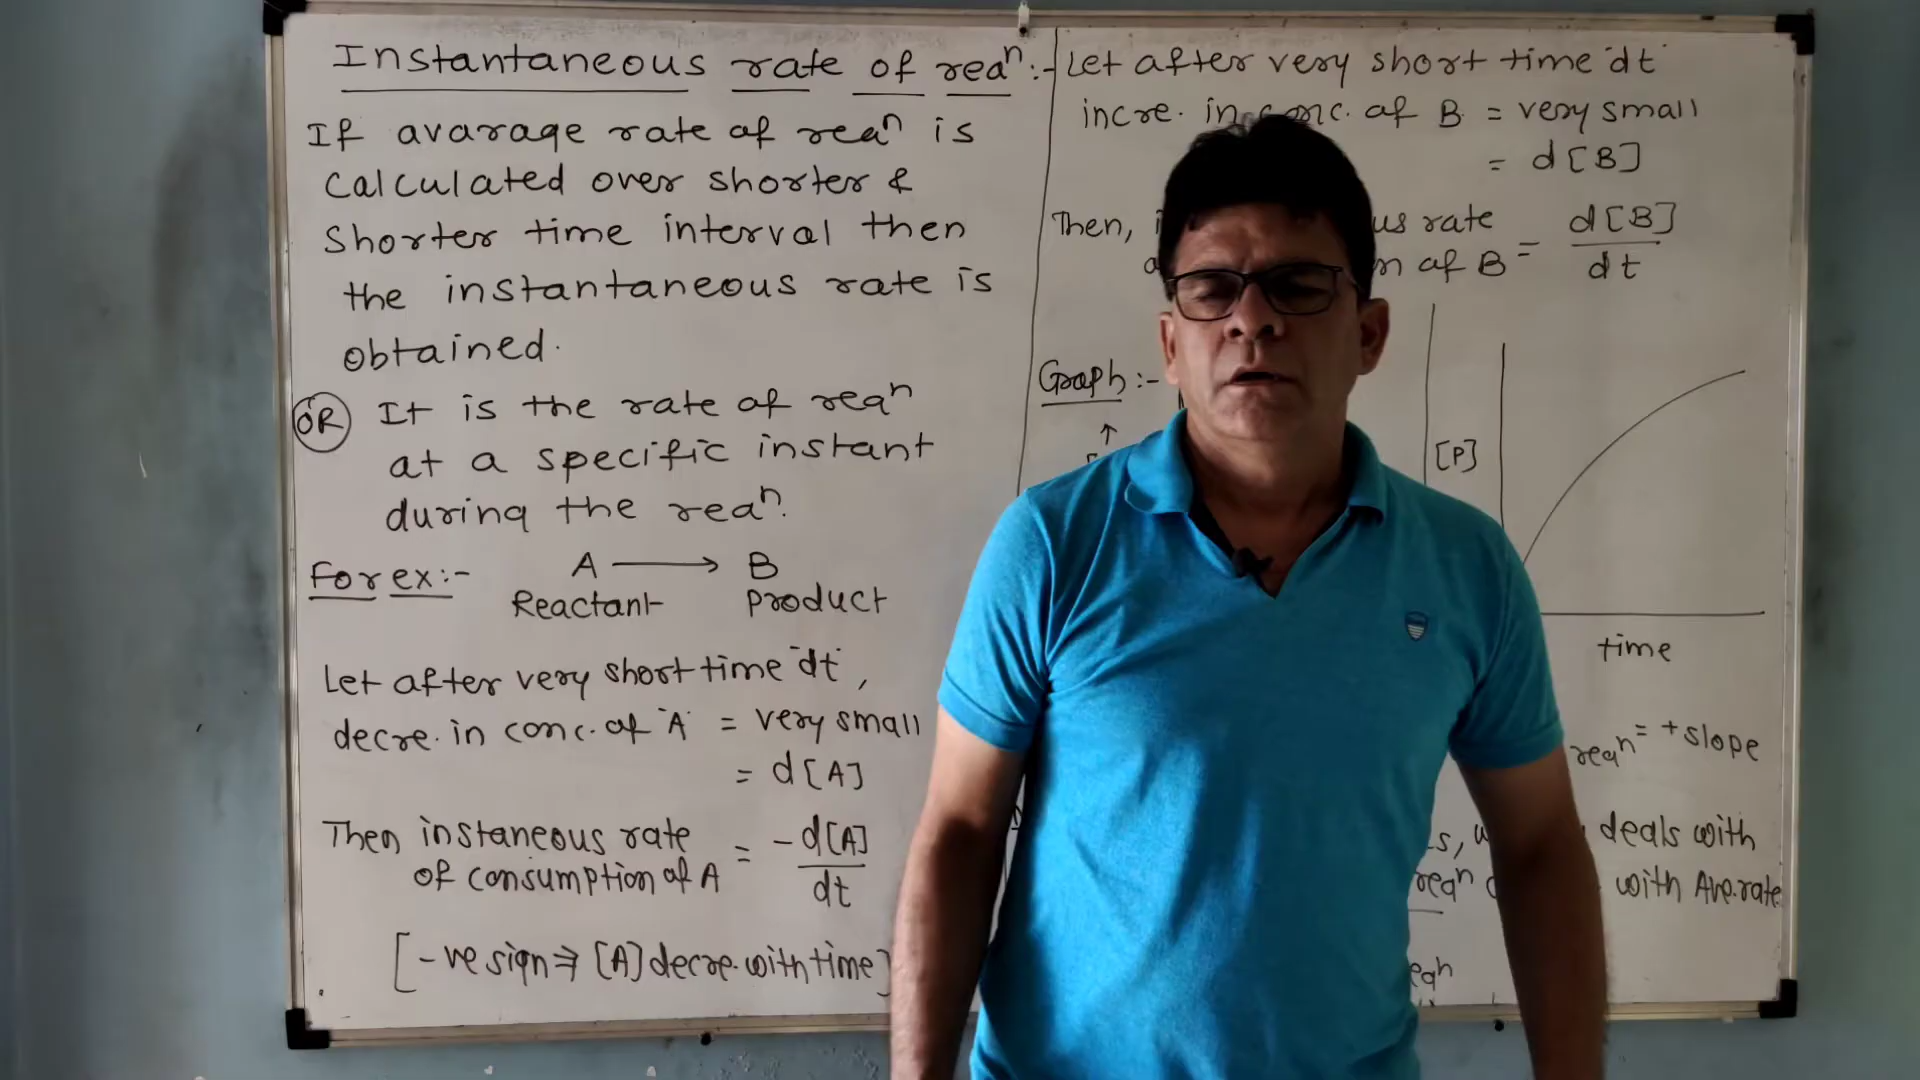 Instantaneous rate of reaⁿ:-
If avarage rate of reaⁿ is
calculated over shorter &
shorter time interval then
the instantaneous rate is
obtained.
OR It is the rate of reaⁿ
at a specific instant
during the reaⁿ.
For ex:- A ⟶ B
Reactant Product
Let after very short time 'dt',
decre. in conc. of 'A' = very small
= d[A]
Then instaneous rate
of consumption of A = -d[A]/dt
[-ve sign ⇒ [A] decre. with time]
Let after very short time 'dt'
incre. in conc. of B = very small
= d[B]
Then, us rate
of B = d[B]/dt
Graph:-
↑
[P]
time
reaⁿ = +slope
deals with
reaⁿ with Ave. rate